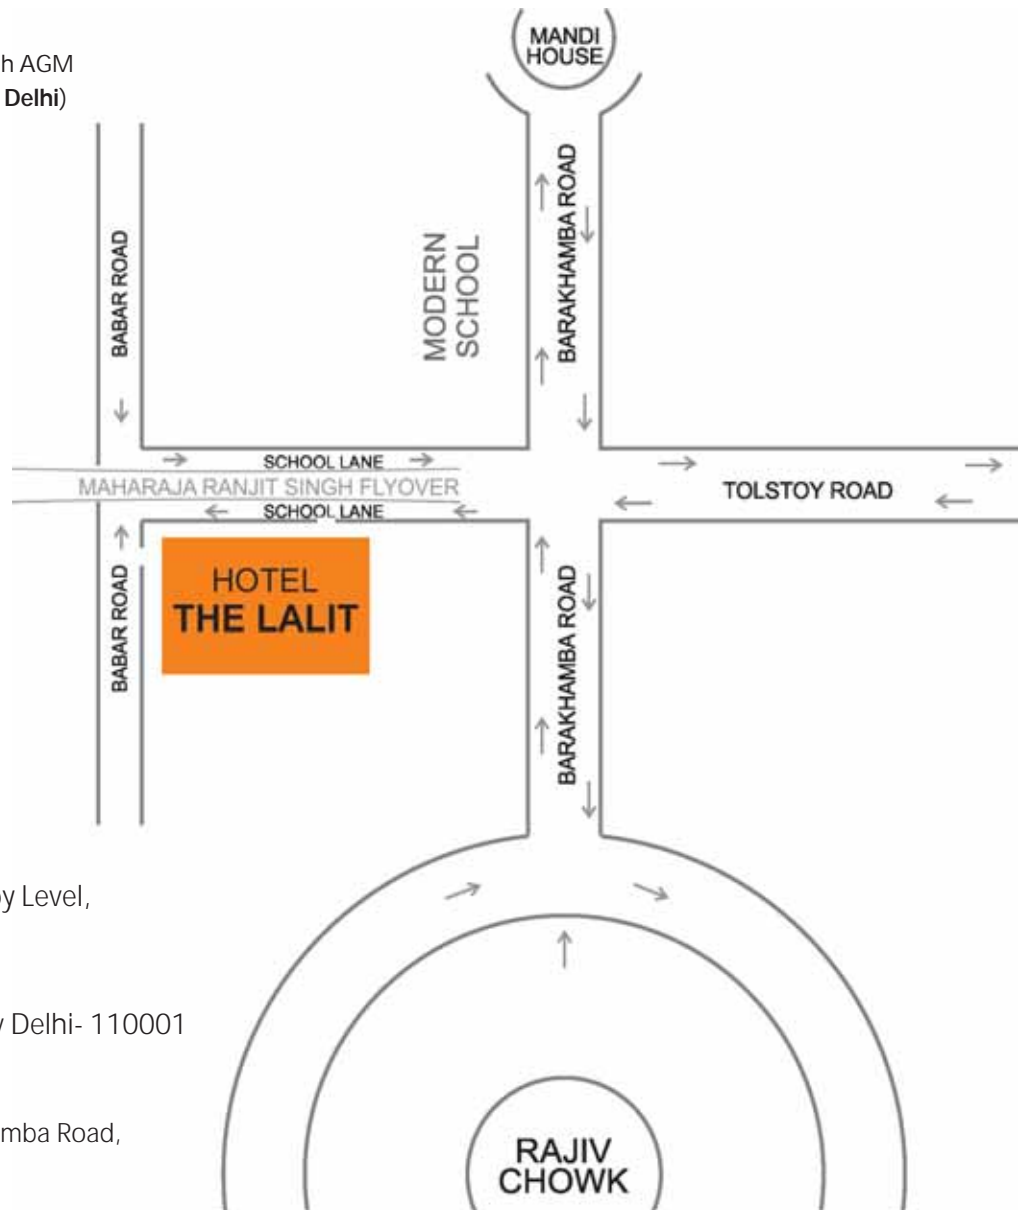 h AGM
Delhi)
MANDI
HOUSE
BARAKHAMBA ROAD
BABAR ROAD
MODERN
SCHOOL
SCHOOL LANE
MAHARAJA RANJIT SINGH FLYOVER
SCHOOL LANE
TOLSTOY ROAD
HOTEL
THE LALIT
BABAR ROAD
BARAKHAMBA ROAD
y Level,
Delhi- 110001
mba Road,
RAJIV
CHOWK